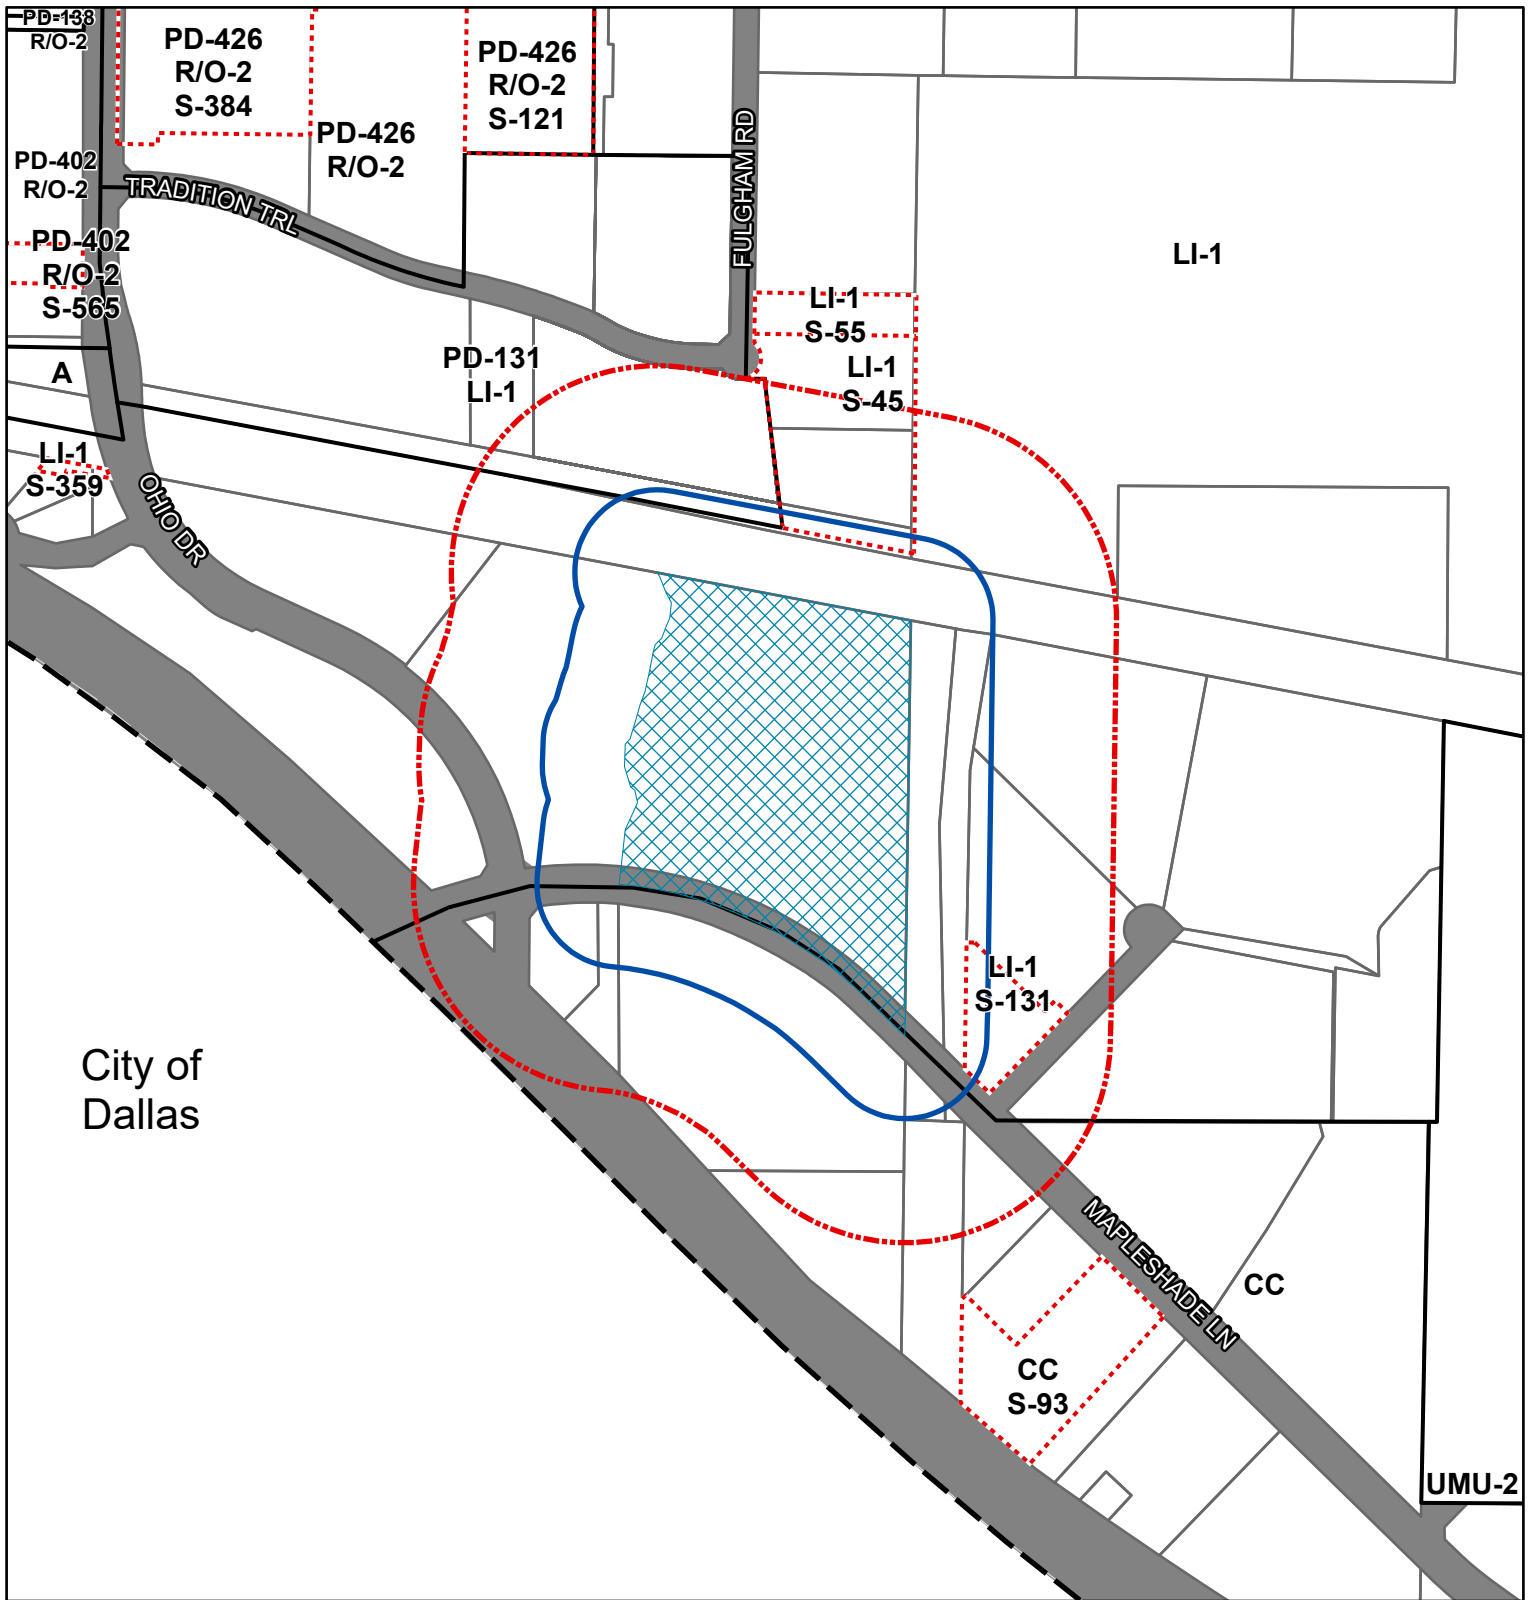 PD-138
R/O-2
PD-426
R/O-2
S-384
PD-426
R/O-2
S-121
PD-426
R/O-2
FULGHAM RD
PD-402
R/O-2
TRADITION TRL
PD-402
R/O-2
S-565
LI-1
LI-1
S-55
LI-1
S-45
PD-131
LI-1
A
LI-1
S-359
OHIO DR
LI-1
S-131
City of
Dallas
MAPLESHADE LN
CC
CC
S-93
UMU-2